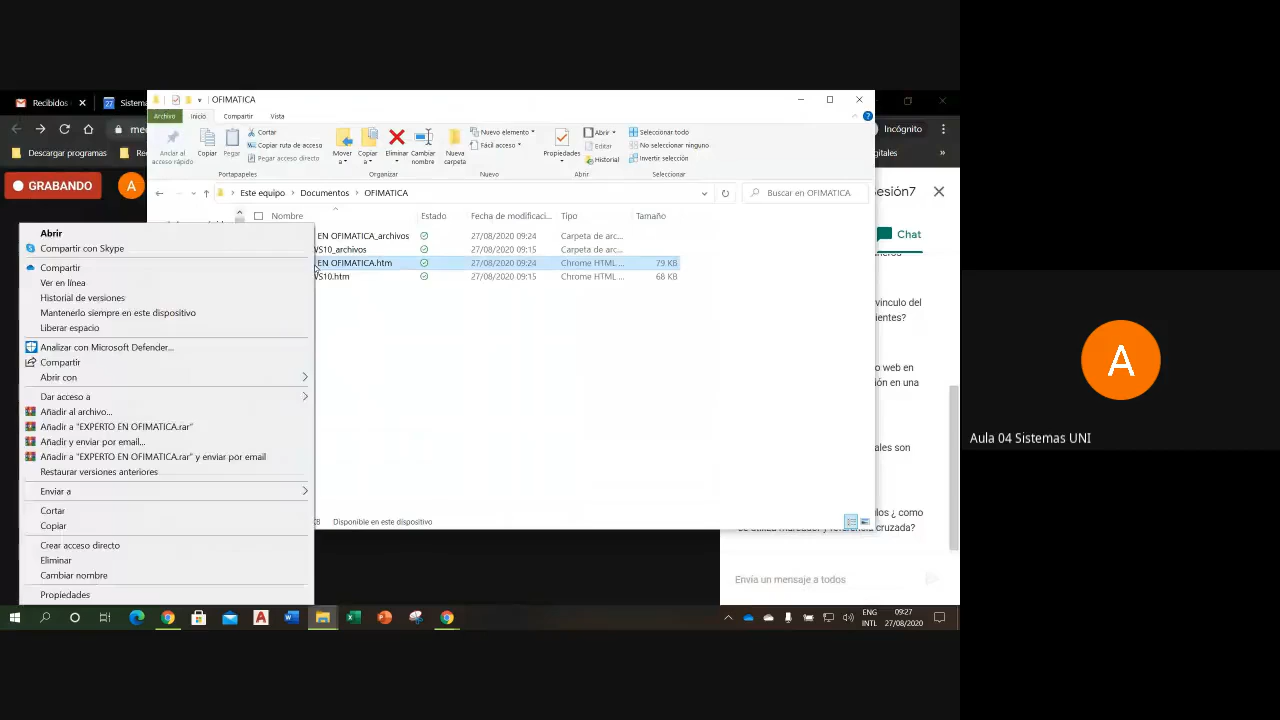 Recibidos
27 Sistema
OFIMATICA
Archivo Inicio Compartir Vista
Anclar al acceso rápido
Copiar
Pegar
Cortar
Copiar ruta de acceso
Pegar acceso directo
Portapapeles
Mover a
Copiar a
Eliminar
Cambiar nombre
Organizar
Nueva carpeta
Nuevo elemento
Fácil acceso
Nuevo
Propiedades
Abrir
Editar
Historial
Abrir
Seleccionar todo
No seleccionar ninguno
Invertir selección
Seleccionar
Incógnito
Descargar programas
GRABANDO
A
Este equipo > Documentos > OFIMATICA
Buscar en OFIMATICA
esión7
Chat
Nombre Estado Fecha de modificaci... Tipo Tamaño
EN OFIMATICA_archivos 27/08/2020 09:24 Carpeta de arc...
S10_archivos 27/08/2020 09:15 Carpeta de arc...
EN OFIMATICA.htm 27/08/2020 09:24 Chrome HTML ... 79 KB
S10.htm 27/08/2020 09:15 Chrome HTML ... 68 KB
Disponible en este dispositivo
Abrir
Compartir con Skype
Compartir
Ver en línea
Historial de versiones
Mantenerlo siempre en este dispositivo
Liberar espacio
Analizar con Microsoft Defender...
Compartir
Abrir con
Dar acceso a
Añadir al archivo...
Añadir a "EXPERTO EN OFIMATICA.rar"
Añadir y enviar por email...
Añadir a "EXPERTO EN OFIMATICA.rar" y enviar por email
Restaurar versiones anteriores
Enviar a
Cortar
Copiar
Crear acceso directo
Eliminar
Cambiar nombre
Propiedades
vinculo del
ientes?
o web en
ión en una
ales son
ulos ¿ como
se utiliza marcador y referencia cruzada?
Envía un mensaje a todos
ENG
INTL
09:27
27/08/2020
A
Aula 04 Sistemas UNI